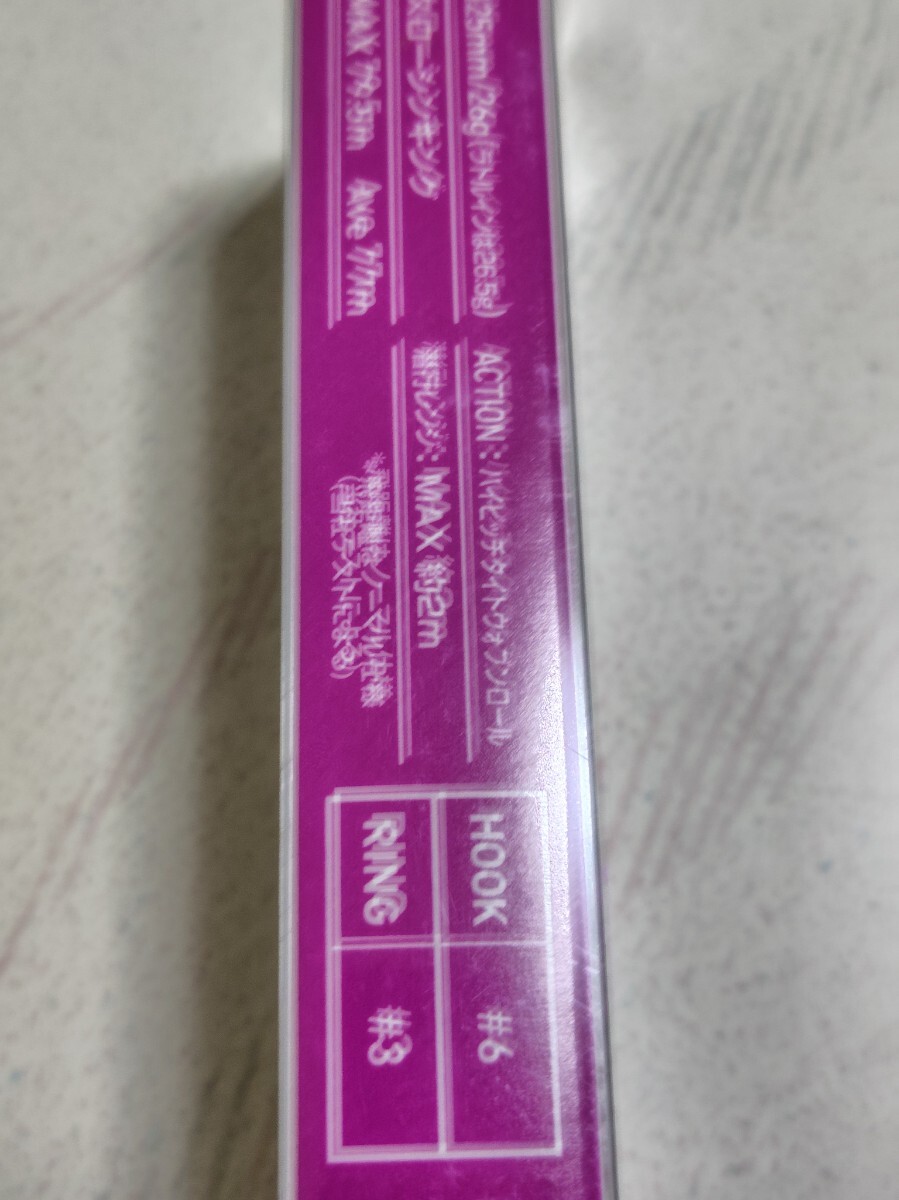 25mm/26g(ラトルインは26.5g)
ACTION：ハイピッチタイトウォブンロール
スローシンキング
潜行レンジ：MAX 約2m
MAX 79.5m Ave 77m
※飛距離はノーマル仕様
(自社テストによる)
HOOK #6
RING #3